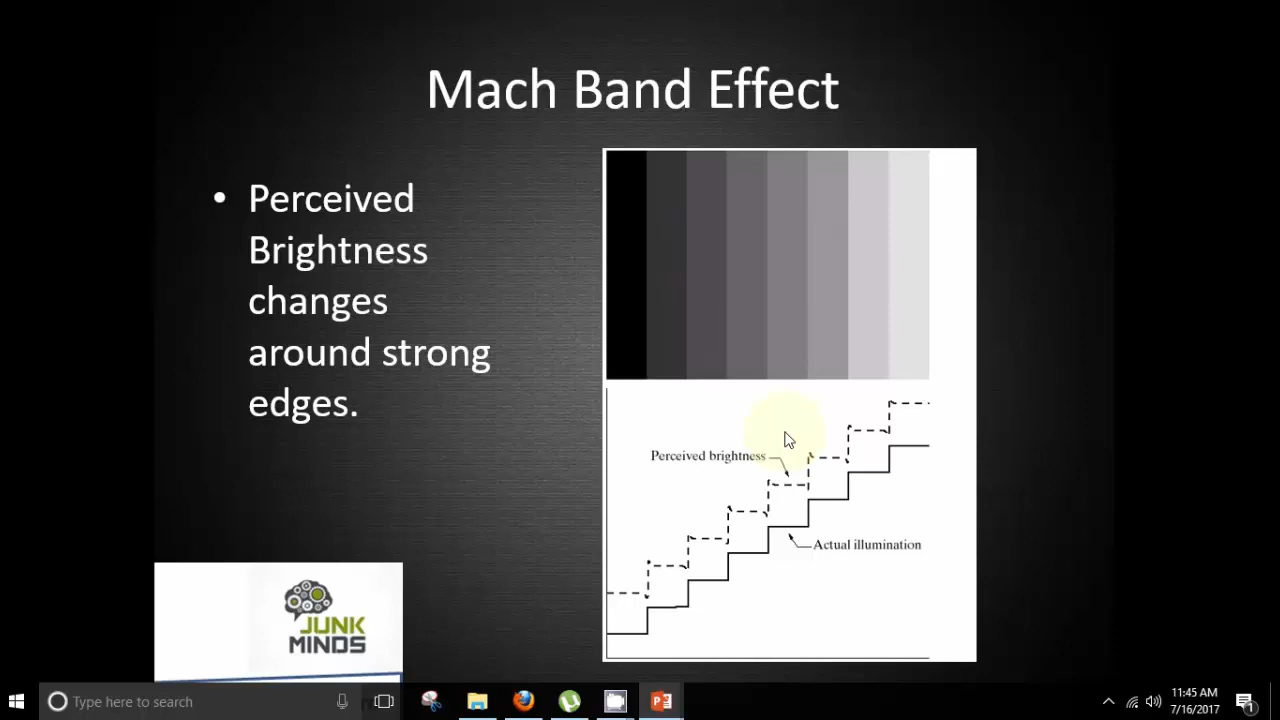 Mach Band Effect
• Perceived
Brightness
changes
around strong
edges.
Perceived brightness
Actual illumination
JUNK
MINDS
Type here to search
11:45 AM
7/16/2017
1